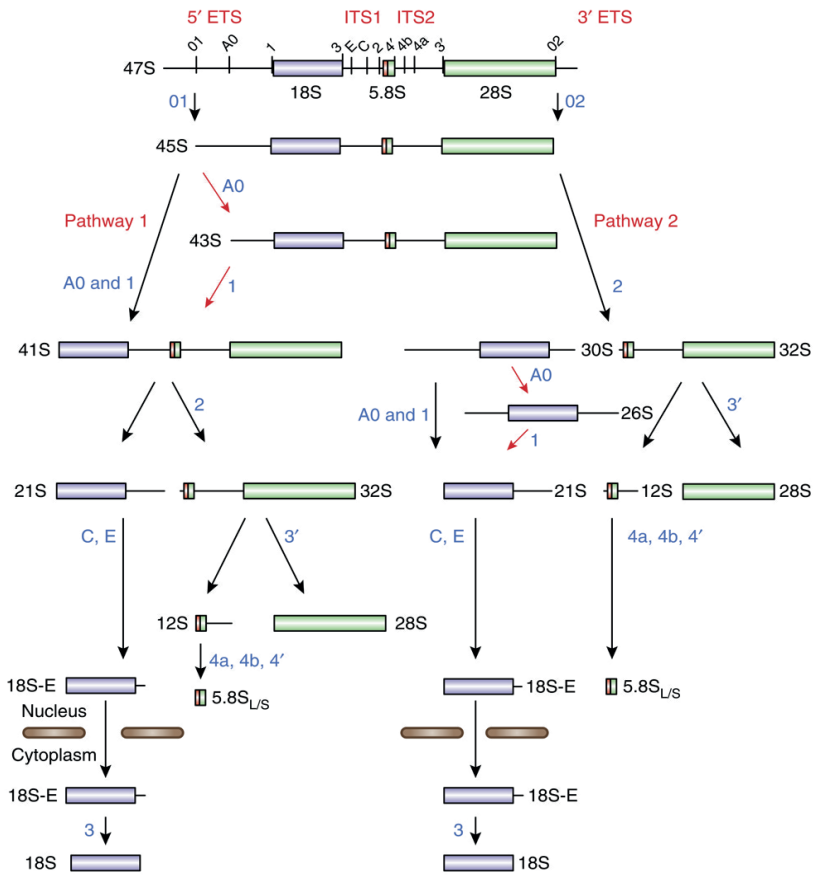 5′ ETS ITS1 ITS2 3′ ETS
01 A0 1 3 E C 2 4′ 4b 4a 3′ 02
47S
18S 5.8S 28S
01 02
45S
A0
Pathway 1 43S Pathway 2
A0 and 1 1 2
41S 30S 32S
A0
2 A0 and 1 26S 3′
1
21S 32S 21S 12S 28S
C, E 3′ C, E 4a, 4b, 4′
12S 28S
4a, 4b, 4′
18S-E 5.8SL/S 18S-E 5.8SL/S
Nucleus
Cytoplasm
18S-E 18S-E
3 3
18S 18S